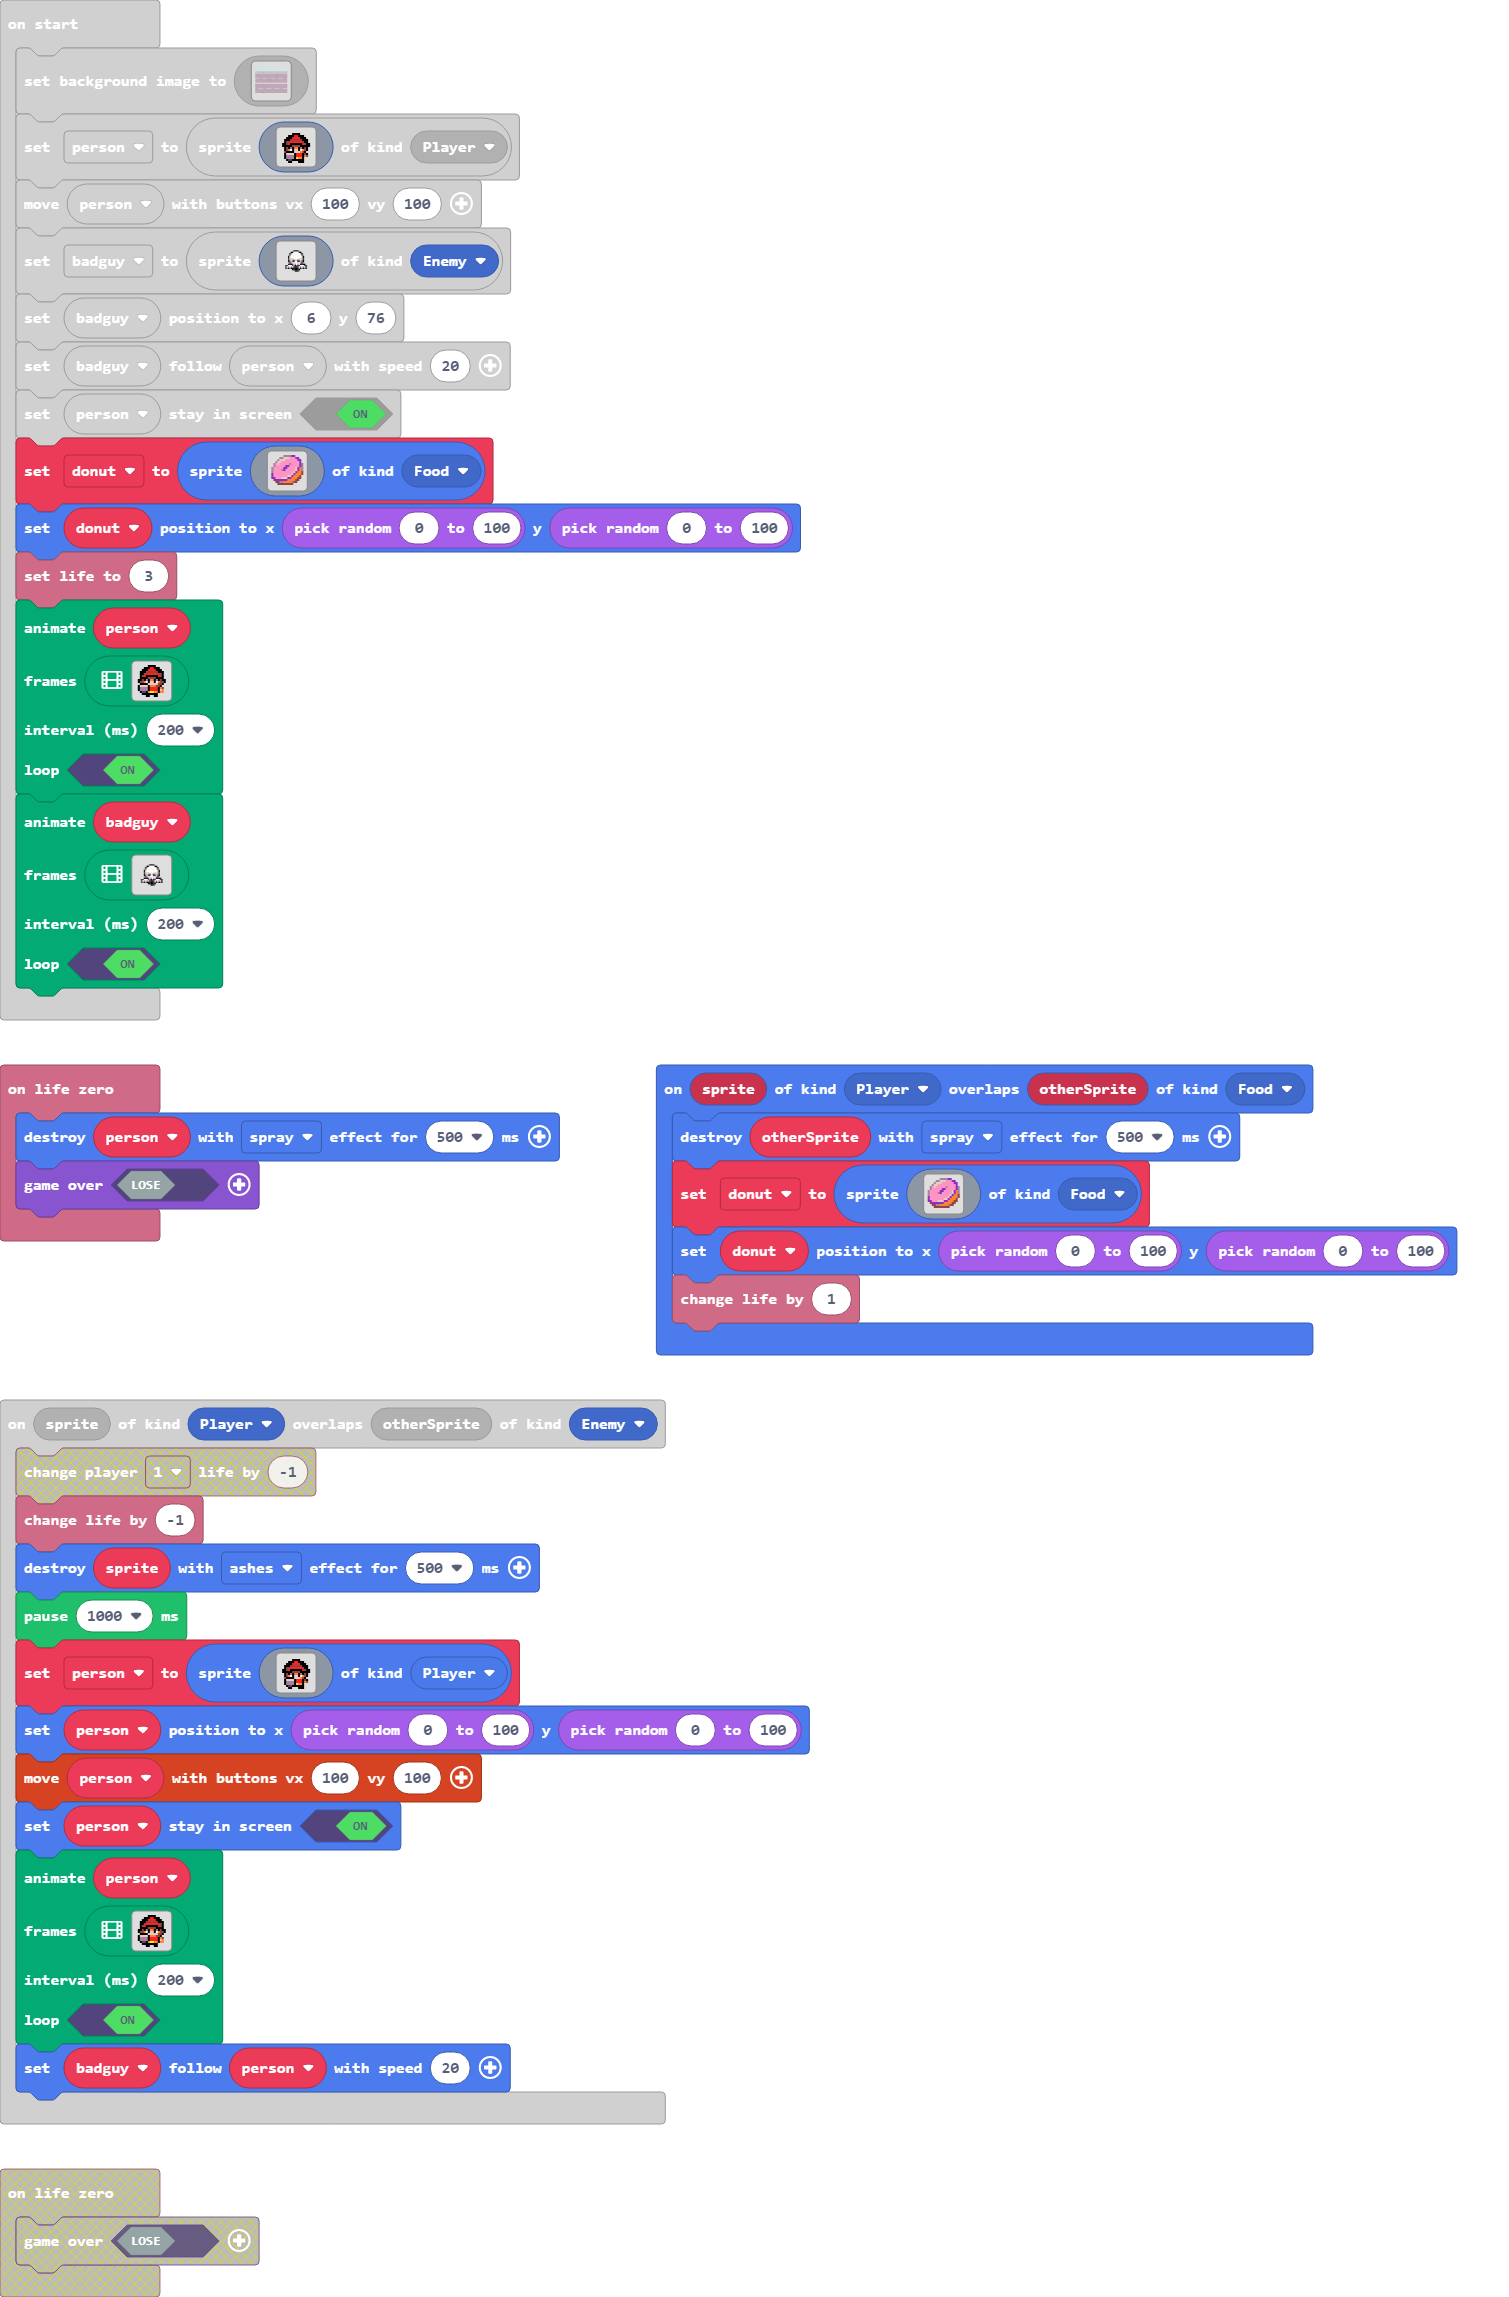 on start
set background image to
set person to sprite of kind Player
move person with buttons vx 100 vy 100
set badguy to sprite of kind Enemy
set badguy position to x 6 y 76
set badguy follow person with speed 20
set person stay in screen ON
set donut to sprite of kind Food
set donut position to x pick random 0 to 100 y pick random 0 to 100
set life to 3
animate person
frames
interval (ms) 200
loop ON
animate badguy
frames
interval (ms) 200
loop ON
on life zero
destroy person with spray effect for 500 ms
game over LOSE
on sprite of kind Player overlaps otherSprite of kind Food
destroy otherSprite with spray effect for 500 ms
set donut to sprite of kind Food
set donut position to x pick random 0 to 100 y pick random 0 to 100
change life by 1
on sprite of kind Player overlaps otherSprite of kind Enemy
change player 1 life by -1
change life by -1
destroy sprite with ashes effect for 500 ms
pause 1000 ms
set person to sprite of kind Player
set person position to x pick random 0 to 100 y pick random 0 to 100
move person with buttons vx 100 vy 100
set person stay in screen ON
animate person
frames
interval (ms) 200
loop ON
set badguy follow person with speed 20
on life zero
game over LOSE